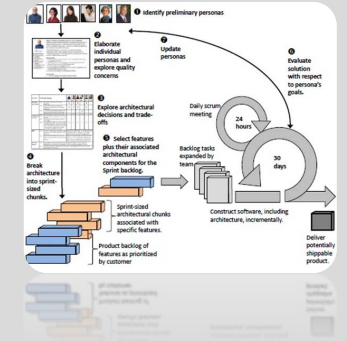 1 Identify preliminary personas
2
Elaborate
individual
personas and
explore quality
concerns
7
Update
personas
6
Evaluate
solution
with respect
to persona's
goals.
3
Explore architectural
decisions and trade-
offs
Daily scrum
meeting
24
hours
5 Select features
plus their associated
architectural
components for the
Sprint backlog.
Backlog tasks
expanded by
team
30
days
4
Break
architecture
into sprint-
sized
chunks.
Sprint-sized
architectural chunks
associated with
specific features.
Construct software, including
architecture, incrementally.
Product backlog of
features as prioritized
by customer
Deliver
potentially
shippable
product.